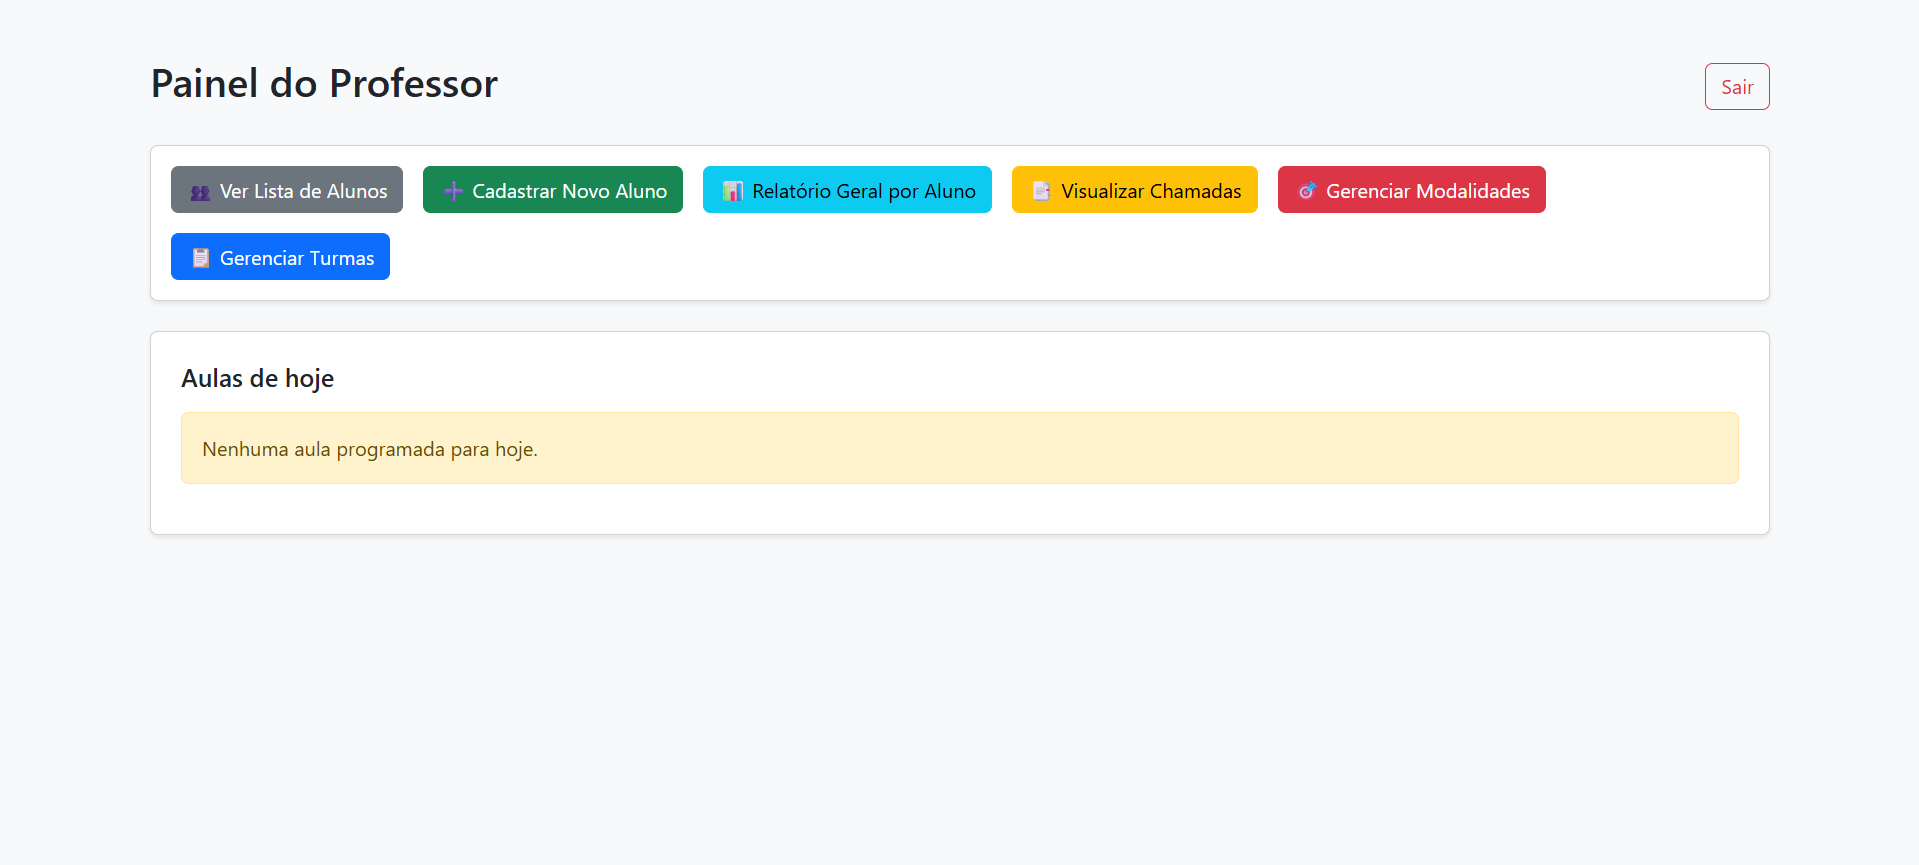 Painel do Professor
Sair
Ver Lista de Alunos
Cadastrar Novo Aluno
Relatório Geral por Aluno
Visualizar Chamadas
Gerenciar Modalidades
Gerenciar Turmas
Aulas de hoje
Nenhuma aula programada para hoje.